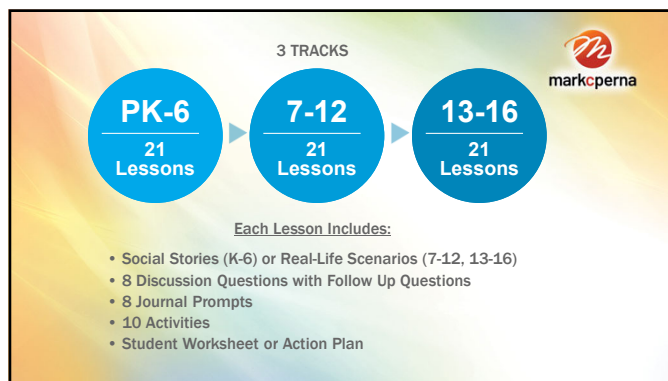 3 TRACKS
markcperna
PK-6
21
Lessons
7-12
21
Lessons
13-16
21
Lessons
Each Lesson Includes:
• Social Stories (K-6) or Real-Life Scenarios (7-12, 13-16)
• 8 Discussion Questions with Follow Up Questions
• 8 Journal Prompts
• 10 Activities
• Student Worksheet or Action Plan